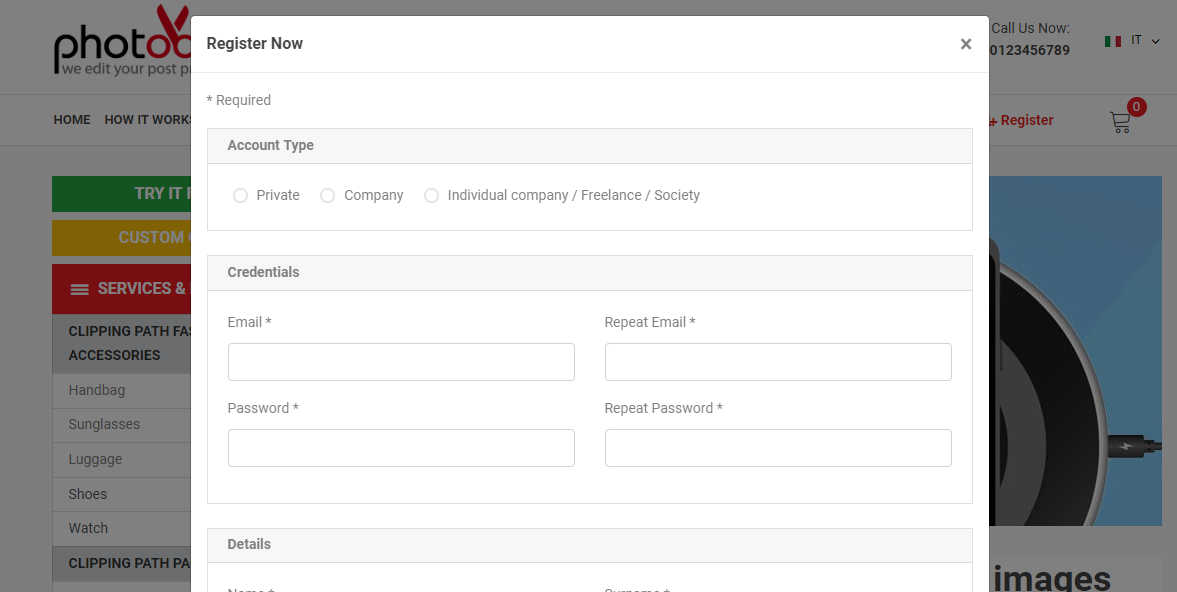 photo
we edit your post
Call Us Now:
0123456789
IT
HOME HOW IT WORKS
Register
0
TRY IT
CUSTOM
SERVICES &
CLIPPING PATH
ACCESSORIES
Handbag
Sunglasses
Luggage
Shoes
Watch
CLIPPING PATH
images
Register Now
×
* Required
Account Type
Private
Company
Individual company / Freelance / Society
Credentials
Email *
Repeat Email *
Password *
Repeat Password *
Details
Name *
Surname *